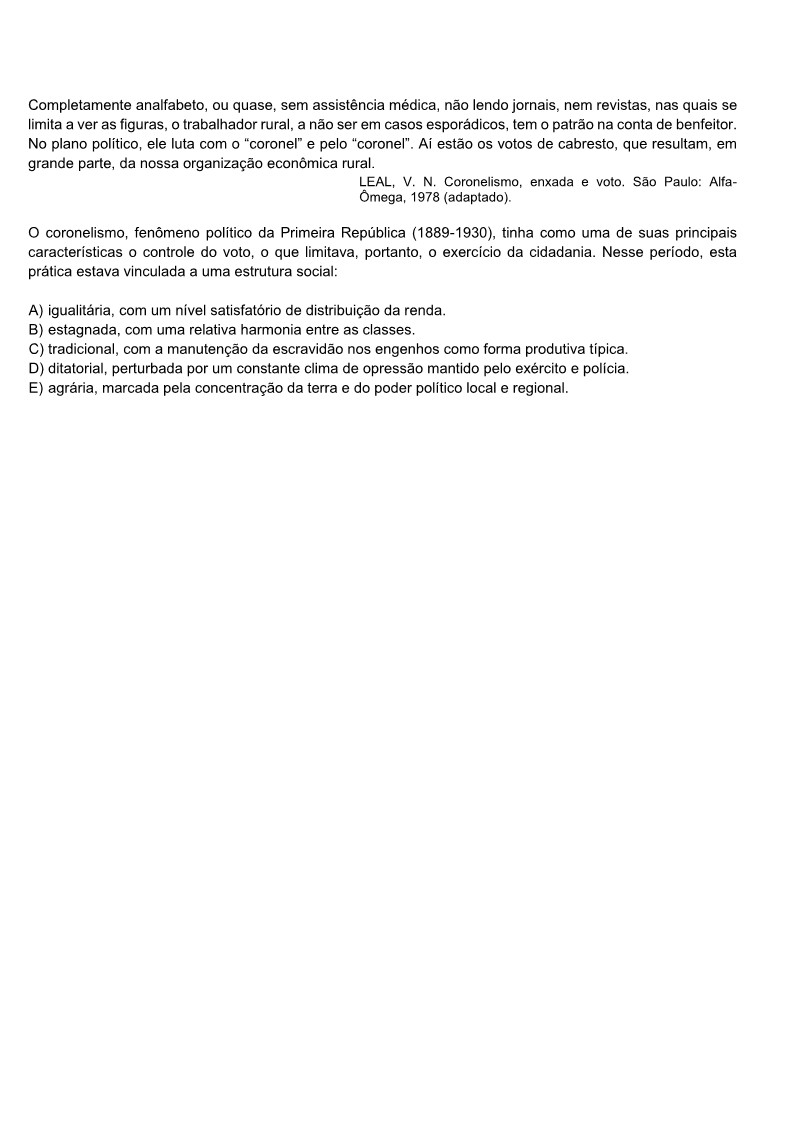 Completamente analfabeto, ou quase, sem assistência médica, não lendo jornais, nem revistas, nas quais se
limita a ver as figuras, o trabalhador rural, a não ser em casos esporádicos, tem o patrão na conta de benfeitor.
No plano político, ele luta com o “coronel” e pelo “coronel”. Aí estão os votos de cabresto, que resultam, em
grande parte, da nossa organização econômica rural.
LEAL, V. N. Coronelismo, enxada e voto. São Paulo: Alfa-
Ômega, 1978 (adaptado).
O coronelismo, fenômeno político da Primeira República (1889-1930), tinha como uma de suas principais
características o controle do voto, o que limitava, portanto, o exercício da cidadania. Nesse período, esta
prática estava vinculada a uma estrutura social:
A) igualitária, com um nível satisfatório de distribuição da renda.
B) estagnada, com uma relativa harmonia entre as classes.
C) tradicional, com a manutenção da escravidão nos engenhos como forma produtiva típica.
D) ditatorial, perturbada por um constante clima de opressão mantido pelo exército e polícia.
E) agrária, marcada pela concentração da terra e do poder político local e regional.